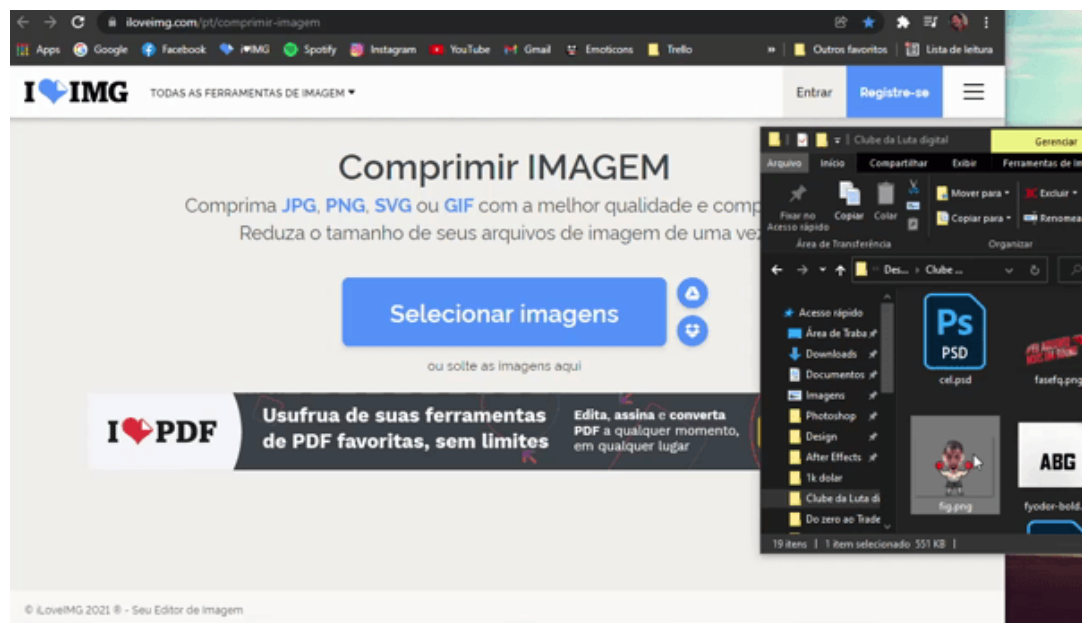 iloveimg.com/pt/comprimir-imagem
Apps Google Facebook I♥IMG Spotify Instagram YouTube Gmail Emoticons Trello » Outros favoritos Lista de leitura
I IMG TODAS AS FERRAMENTAS DE IMAGEM Entrar Registre-se
Comprimir IMAGEM
Comprima JPG, PNG, SVG ou GIF com a melhor qualidade e comp
Reduza o tamanho de seus arquivos de imagem de uma vez
Selecionar imagens
ou solte as imagens aqui
I PDF
Usufrua de suas ferramentas
de PDF favoritas, sem limites
Edita, assina e converta
PDF a qualquer momento,
em qualquer lugar
© iLoveIMG 2021 ® - Seu Editor de Imagem
Clube da Luta digital Gerenciar
Arquivo Início Compartilhar Exibir Ferramentas de Im
Fixar no
Acesso rápido
Copiar Colar
Mover para Excluir
Copiar para Renomea
Área de Transferência Organizar
Des... › Clube ...
Acesso rápido
Área de Traba
Downloads
Documentos
Imagens
Photoshop
Design
After Effects
1k dolar
Clube da Luta di
Do zero ao Trade
Ps
PSD
cel.psd
fasefq.png
fig.png
ABG
fyodor-bold.
19 itens | 1 item selecionado 551 KB |